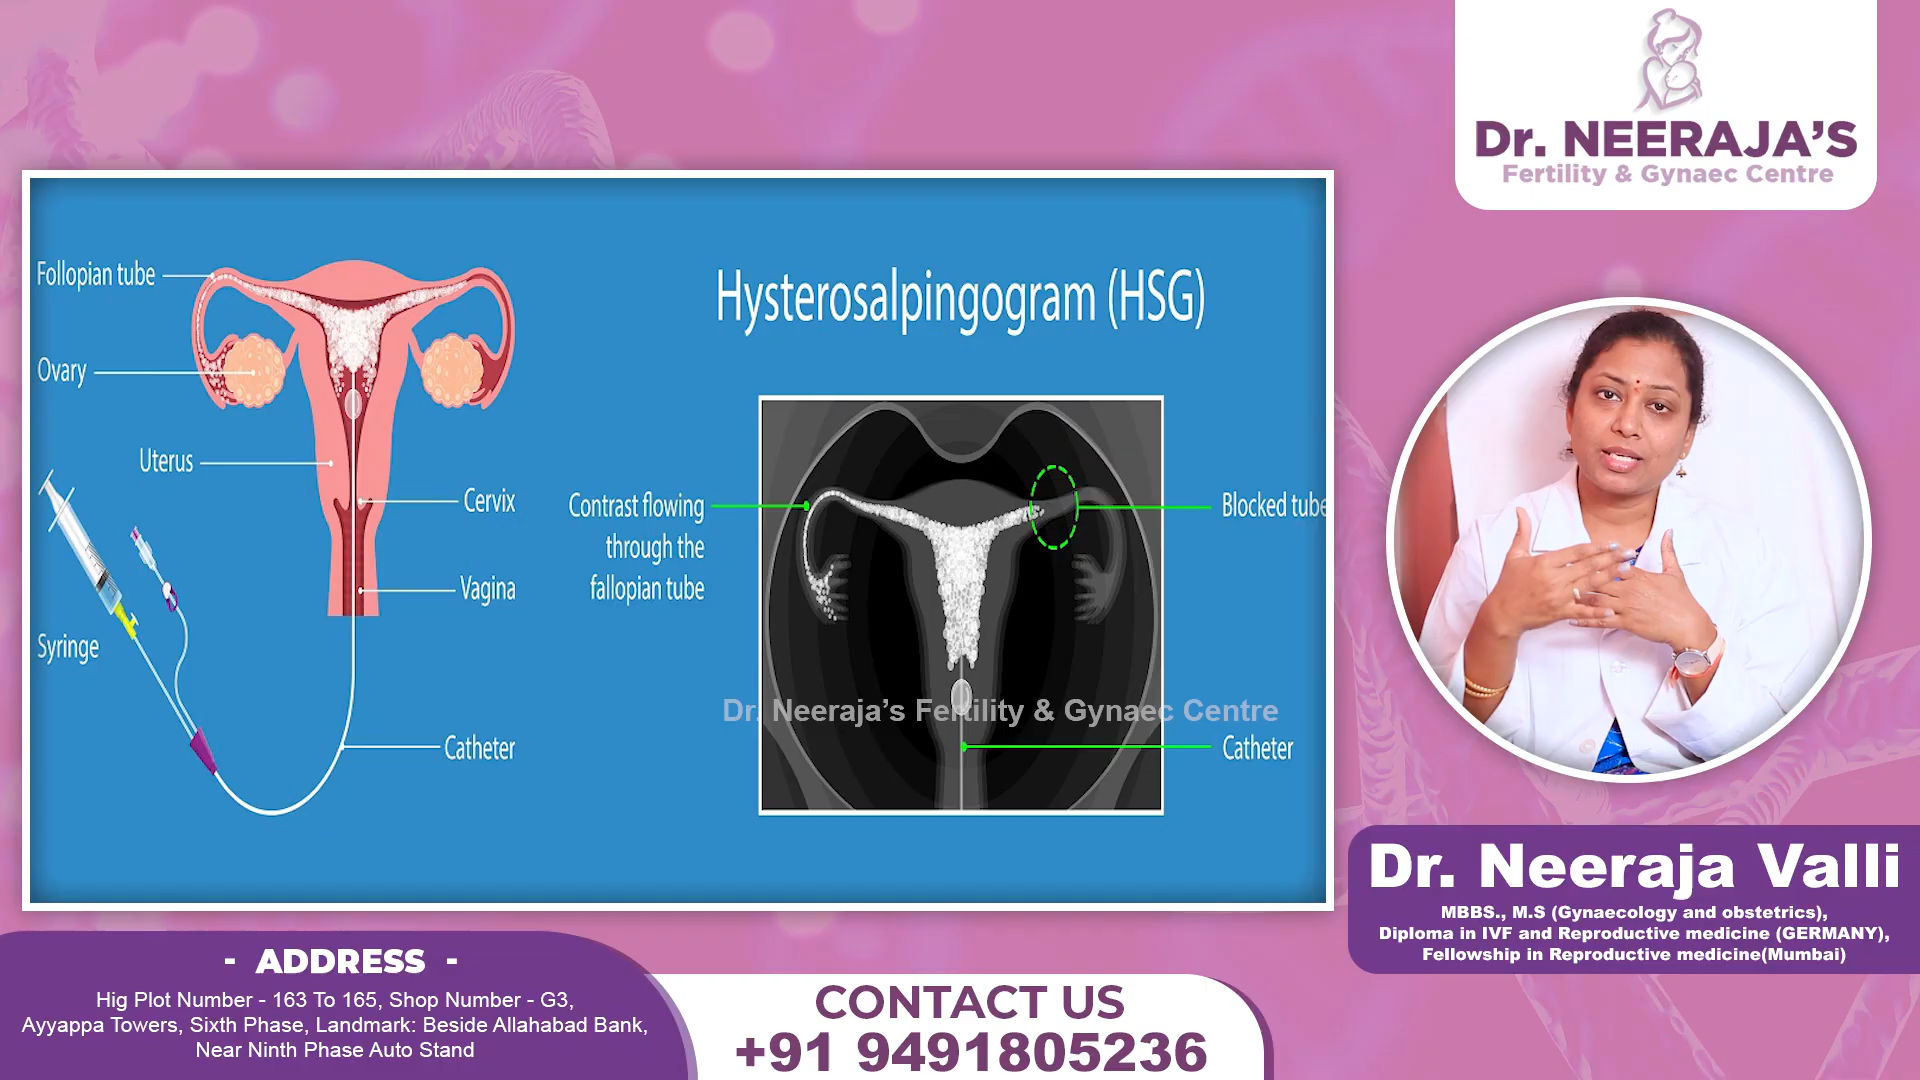 Dr. NEERAJA'S
Fertility & Gynaec Centre
Hysterosalpingogram (HSG)
Follopian tube
Ovary
Uterus
Cervix
Vagina
Syringe
Catheter
Contrast flowing
through the
fallopian tube
Blocked tube
Catheter
Dr. Neeraja's Fertility & Gynaec Centre
Dr. Neeraja Valli
MBBS., M.S (Gynaecology and obstetrics),
Diploma in IVF and Reproductive medicine (GERMANY),
Fellowship in Reproductive medicine(Mumbai)
- ADDRESS -
Hig Plot Number - 163 To 165, Shop Number - G3,
Ayyappa Towers, Sixth Phase, Landmark: Beside Allahabad Bank,
Near Ninth Phase Auto Stand
CONTACT US
+91 9491805236